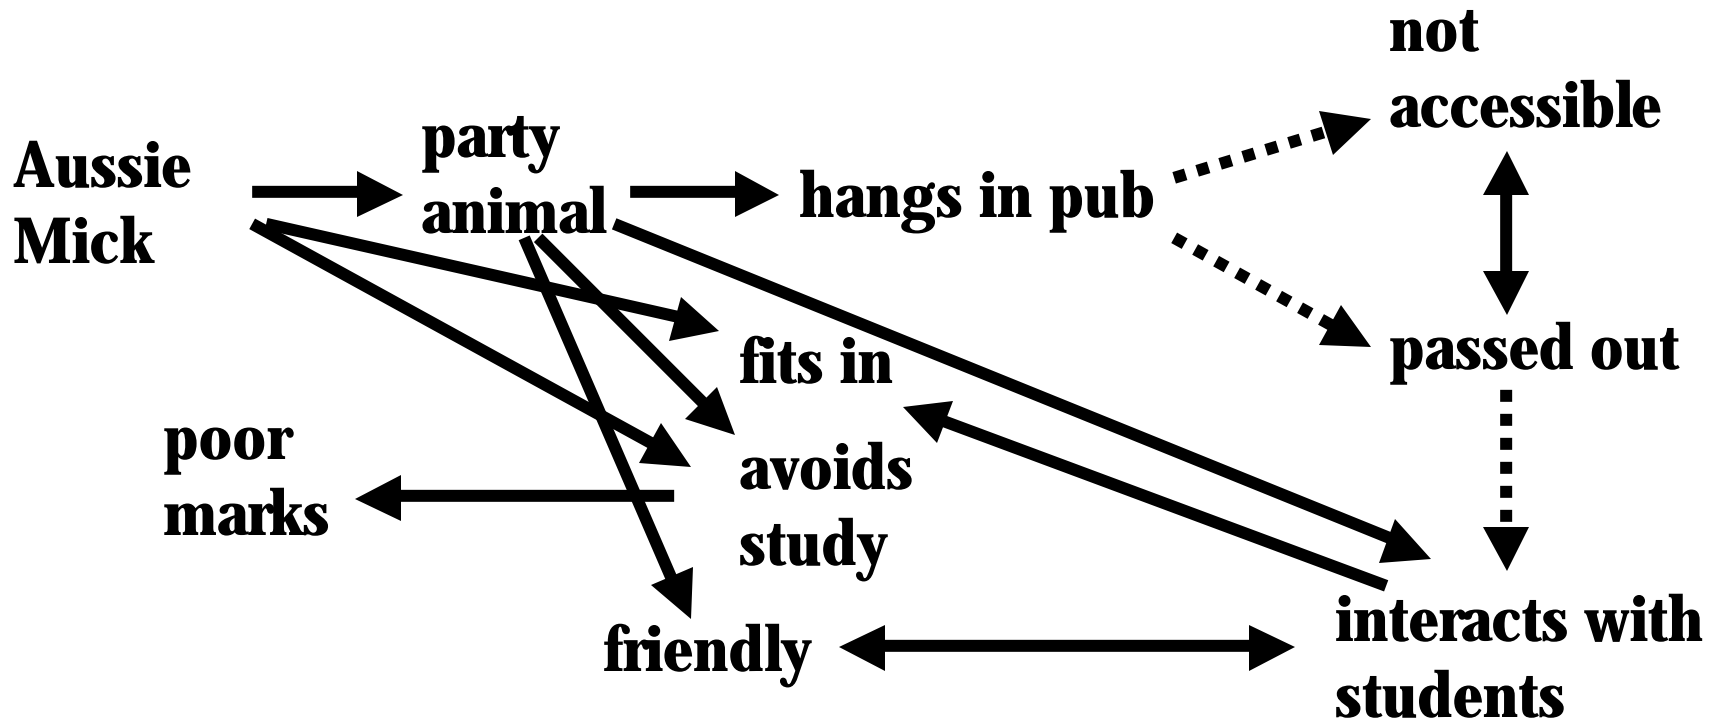 not
accessible
party
animal
Aussie
Mick
hangs in pub
passed out
fits in
poor
marks
avoids
study
friendly
interacts with
students